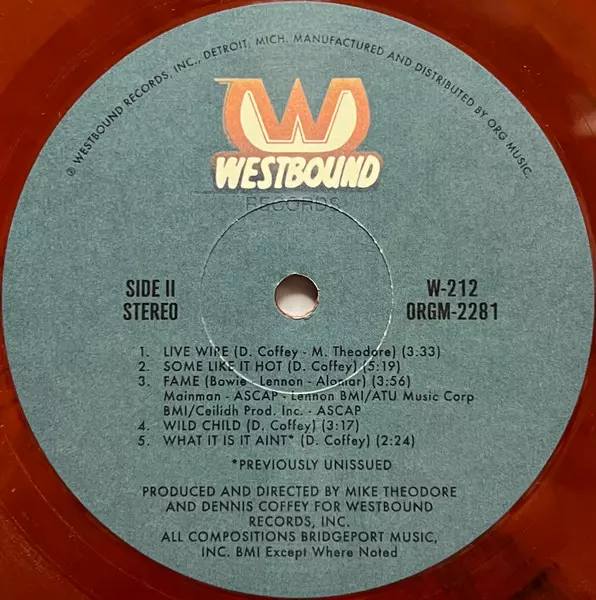 ℗ WESTBOUND RECORDS, INC., DETROIT, MICH. MANUFACTURED AND DISTRIBUTED BY ORG MUSIC.
W
WESTBOUND
RECORDS
SIDE II
STEREO
W-212
ORGM-2281
1. LIVE WIRE (D. Coffey - M. Theodore) (3:33)
2. SOME LIKE IT HOT (D. Coffey) (5:19)
3. FAME (Bowie - Lennon - Alomar) (3:56)
Mainman - ASCAP - Lennon BMI/ATU Music Corp
BMI/Ceilidh Prod. Inc. - ASCAP
4. WILD CHILD (D. Coffey) (3:17)
5. WHAT IT IS IT AINT* (D. Coffey) (2:24)
*PREVIOUSLY UNISSUED
PRODUCED AND DIRECTED BY MIKE THEODORE
AND DENNIS COFFEY FOR WESTBOUND
RECORDS, INC.
ALL COMPOSITIONS BRIDGEPORT MUSIC,
INC. BMI Except Where Noted